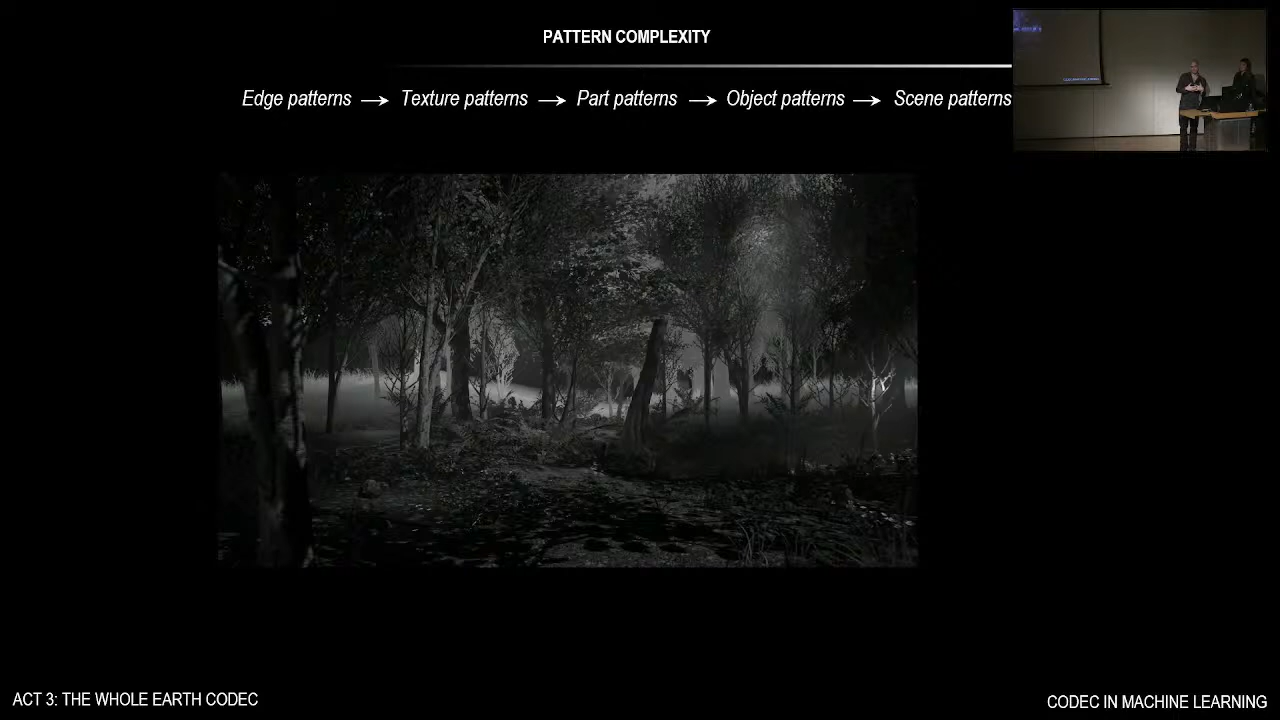 PATTERN COMPLEXITY
Edge patterns → Texture patterns → Part patterns → Object patterns → Scene patterns
ACT 3: THE WHOLE EARTH CODEC
CODEC IN MACHINE LEARNING